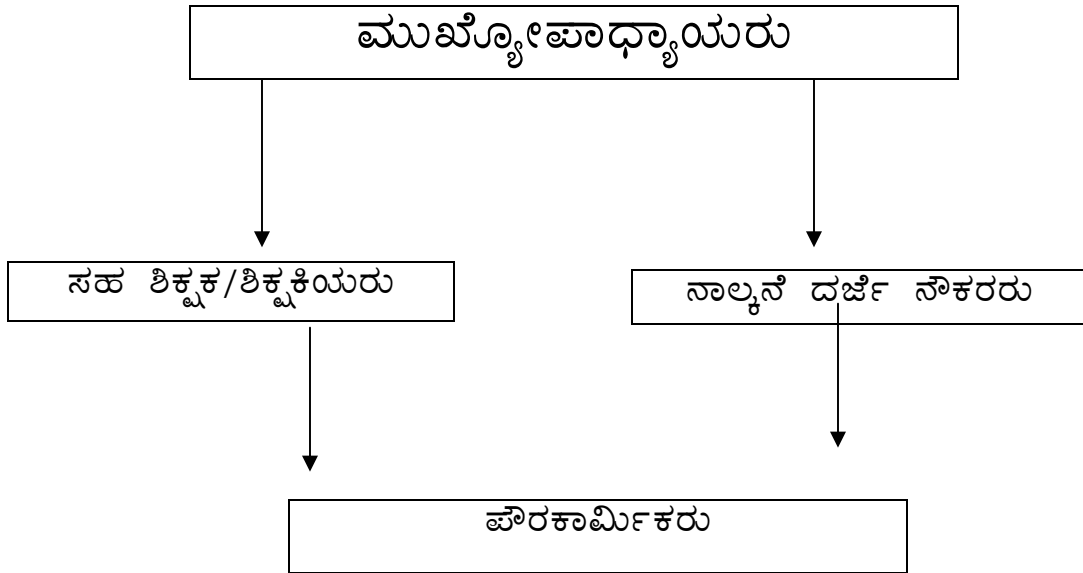 ಮುಖ್ಯೋಪಾಧ್ಯಾಯರು
ಸಹ ಶಿಕ್ಷಕ/ಶಿಕ್ಷಕಿಯರು
ನಾಲ್ಕನೆ ದರ್ಜೆ ನೌಕರರು
ಪೌರಕಾರ್ಮಿಕರು